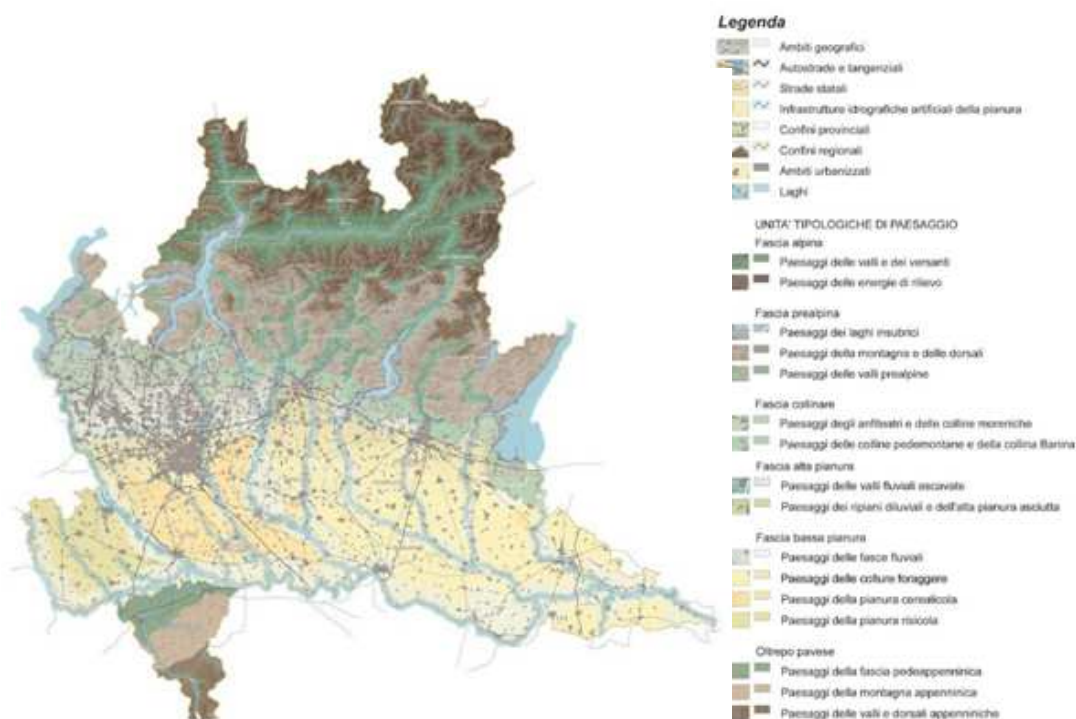 Legenda
Ambiti geografici
Autostrade e tangenziali
Strade statali
Infrastrutture idrografiche artificiali della pianura
Confini provinciali
Confini regionali
Ambiti urbanizzati
Laghi
UNITA' TIPOLOGICHE DI PAESAGGIO
Fascia alpina
Paesaggi delle valli e dei versanti
Paesaggi delle energie di rilievo
Fascia prealpina
Paesaggi dei laghi insubrici
Paesaggi della montagna e delle dorsali
Paesaggi delle valli prealpine
Fascia collinare
Paesaggi degli anfiteatri e delle colline moreniche
Paesaggi delle colline pedemontane e della collina Banina
Fascia alta pianura
Paesaggi delle valli fluviali escavate
Paesaggi dei ripiani diluviali e dell'alta pianura asciutta
Fascia bassa pianura
Paesaggi delle fasce fluviali
Paesaggi delle colture foraggere
Paesaggi della pianura cerealicola
Paesaggi della pianura risicola
Oltrepo pavese
Paesaggi della fascia pedeappenninica
Paesaggi della montagna appenninica
Paesaggi delle valli e dorsali appenniniche